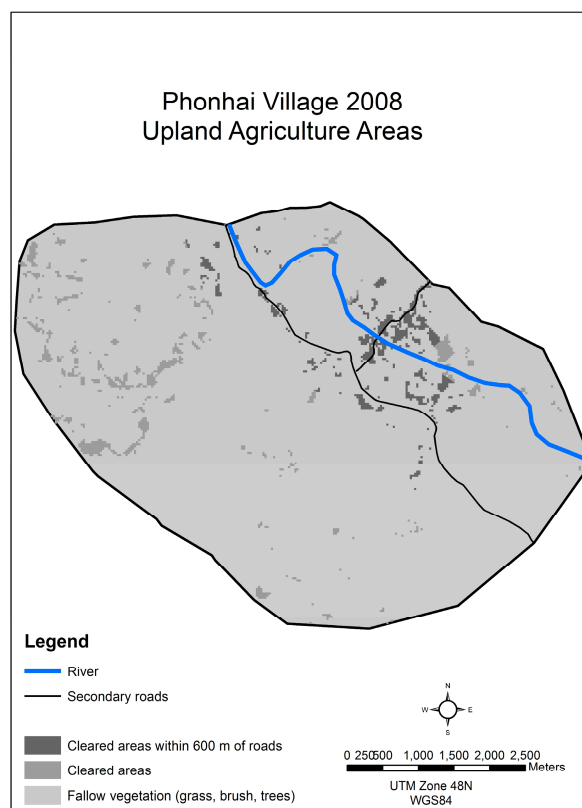 Phonhai Village 2008
Upland Agriculture Areas
Legend
River
Secondary roads
Cleared areas within 600 m of roads
Cleared areas
Fallow vegetation (grass, brush, trees)
N
W E
S
0 250500 1,000 1,500 2,000 2,500
Meters
UTM Zone 48N
WGS84